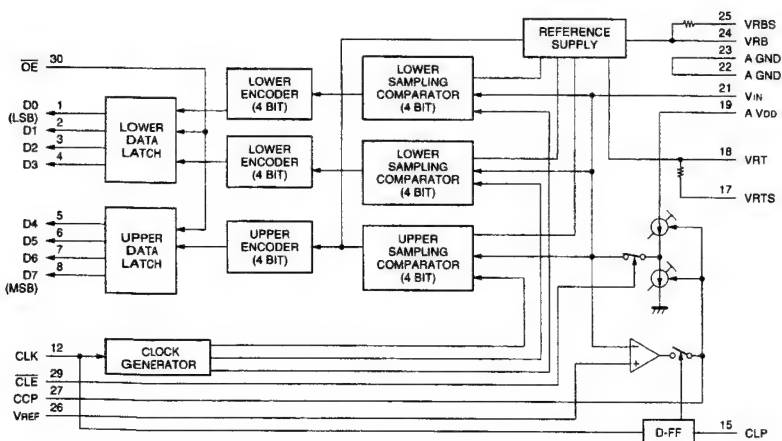 25 VRBS
REFERENCE SUPPLY
24 VRB
23 A GND
22 A GND
OE 30
21 VIN
19 A VDD
LOWER ENCODER (4 BIT)
LOWER SAMPLING COMPARATOR (4 BIT)
D0 (LSB) 1
D1 2
D2 3
D3 4
LOWER DATA LATCH
LOWER ENCODER (4 BIT)
LOWER SAMPLING COMPARATOR (4 BIT)
18 VRT
17 VRTS
D4 5
D5 6
D6 7
D7 (MSB) 8
UPPER DATA LATCH
UPPER ENCODER (4 BIT)
UPPER SAMPLING COMPARATOR (4 BIT)
CLK 12
CLOCK GENERATOR
CLE 29
CCP 27
VREF 26
−
+
D-FF
15 CLP